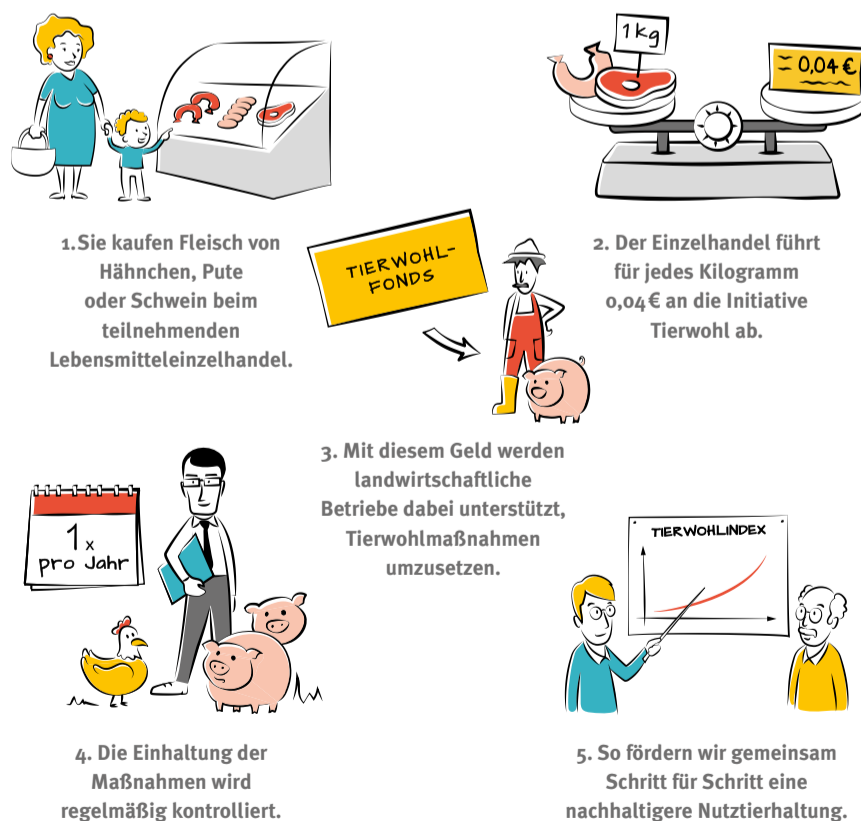 1 kg
= 0,04 €
1. Sie kaufen Fleisch von
Hähnchen, Pute
oder Schwein beim
teilnehmenden
Lebensmitteleinzelhandel.
2. Der Einzelhandel führt
für jedes Kilogramm
0,04 € an die Initiative
Tierwohl ab.
TIERWOHL-
FONDS
3. Mit diesem Geld werden
landwirtschaftliche
Betriebe dabei unterstützt,
Tierwohlmaßnahmen
umzusetzen.
1 x
pro Jahr
4. Die Einhaltung der
Maßnahmen wird
regelmäßig kontrolliert.
TIERWOHLINDEX
5. So fördern wir gemeinsam
Schritt für Schritt eine
nachhaltigere Nutztierhaltung.